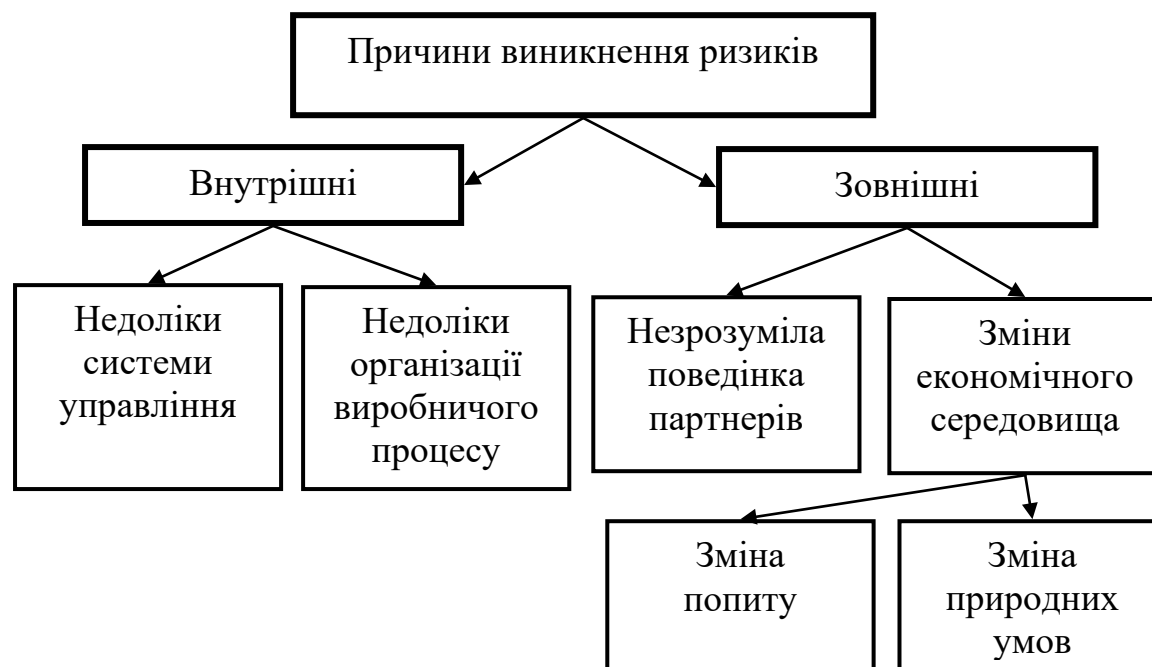 Причини виникнення ризиків
Внутрішні
Зовнішні
Недоліки
системи
управління
Недоліки
організації
виробничого
процесу
Незрозуміла
поведінка
партнерів
Зміни
економічного
середовища
Зміна
попиту
Зміна
природних
умов